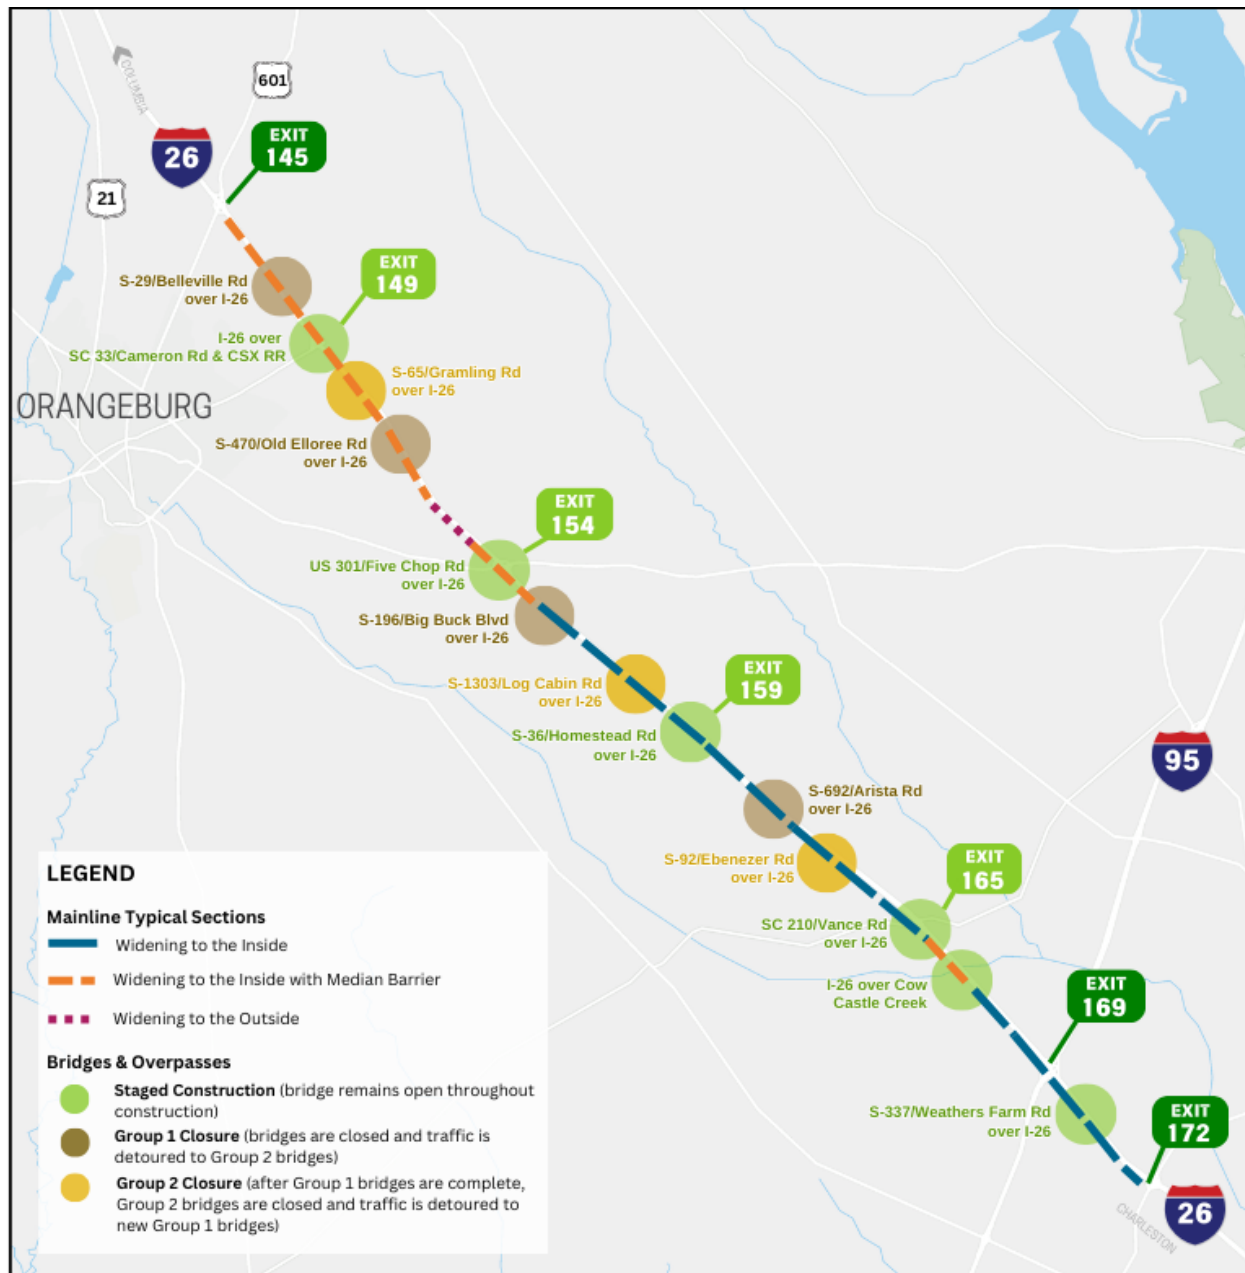 COLUMBIA
601
26
EXIT
145
21
S-29/Belleville Rd
over I-26
EXIT
149
I-26 over
SC 33/Cameron Rd & CSX RR
S-65/Gramling Rd
over I-26
ORANGEBURG
S-470/Old Elloree Rd
over I-26
EXIT
154
US 301/Five Chop Rd
over I-26
S-196/Big Buck Blvd
over I-26
EXIT
159
S-1303/Log Cabin Rd
over I-26
S-36/Homestead Rd
over I-26
95
S-692/Arista Rd
over I-26
S-92/Ebenezer Rd
over I-26
EXIT
165
SC 210/Vance Rd
over I-26
I-26 over Cow
Castle Creek
EXIT
169
S-337/Weathers Farm Rd
over I-26
EXIT
172
26
CHARLESTON
LEGEND
Mainline Typical Sections
Widening to the Inside
Widening to the Inside with Median Barrier
Widening to the Outside
Bridges & Overpasses
Staged Construction (bridge remains open throughout
construction)
Group 1 Closure (bridges are closed and traffic is
detoured to Group 2 bridges)
Group 2 Closure (after Group 1 bridges are complete,
Group 2 bridges are closed and traffic is detoured to
new Group 1 bridges)